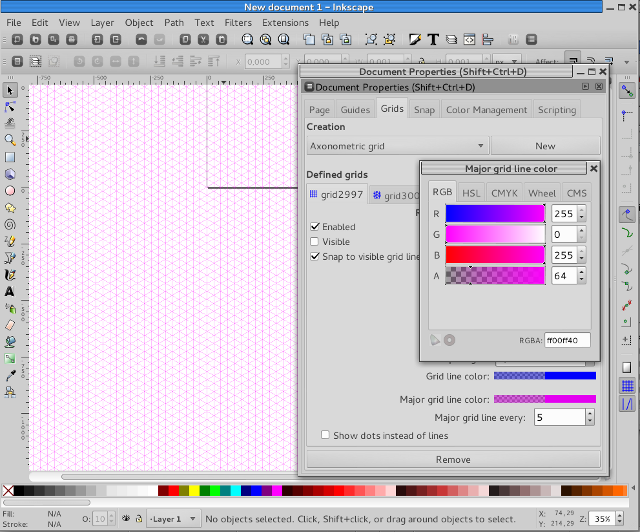 New document 1 - Inkscape
File Edit View Layer Object Path Text Filters Extensions Help
X: 0,000
px
Affect:
-750 -500 -250 0 250
Document Properties (Shift+Ctrl+D)
Document Properties (Shift+Ctrl+D)
Page Guides Grids Snap Color Management Scripting
Creation
Axonometric grid New
Defined grids
grid2997 grid300
Enabled
Visible
Snap to visible grid line
Major grid line color
RGB HSL CMYK Wheel CMS
R 255
G 0
B 255
A 64
RGBA: ff00ff40
Grid line color:
Major grid line color:
Major grid line every: 5
Show dots instead of lines
Remove
Fill: N/A
Stroke: N/A
O: 10
-Layer 1
No objects selected. Click, Shift+click, or drag around objects to select.
X: 74,29
Y: 214,29
Z: 35%